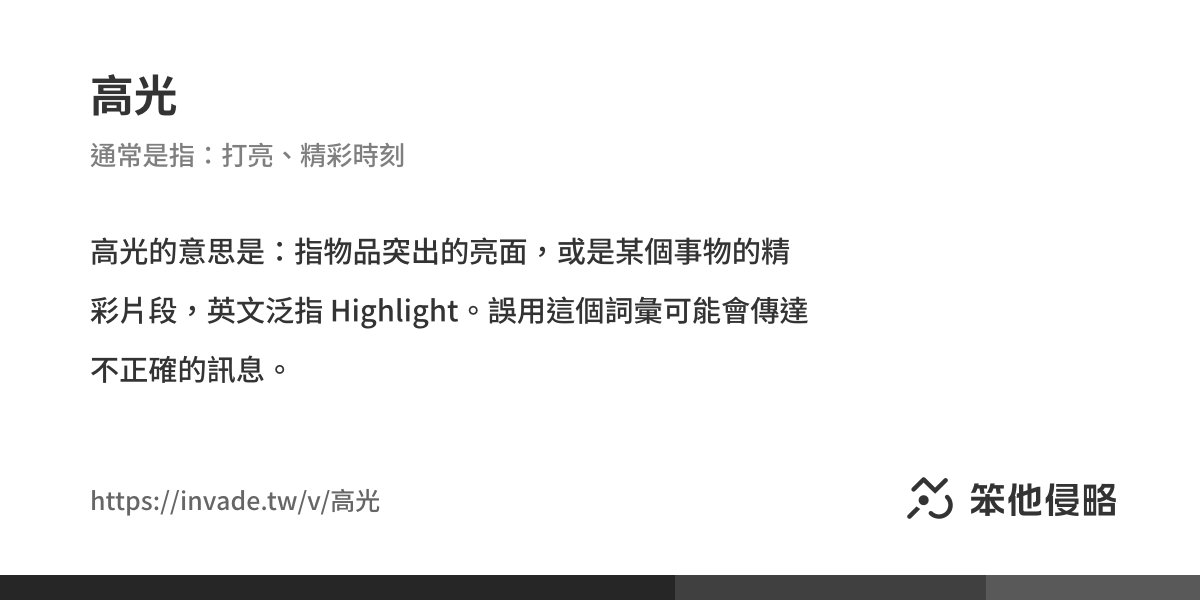 高光
通常是指：打亮、精彩時刻
高光的意思是：指物品突出的亮面，或是某個事物的精
彩片段，英文泛指 Highlight。誤用這個詞彙可能會傳達
不正確的訊息。
https://invade.tw/v/高光
笨他侵略